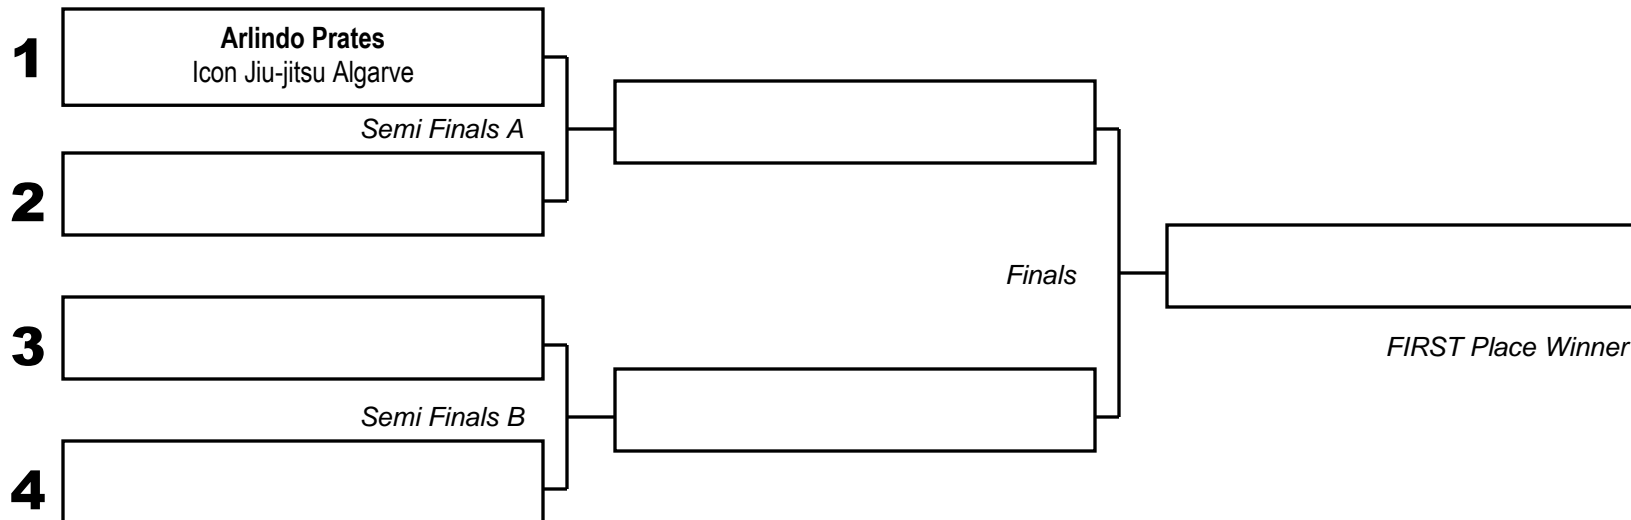 1
Arlindo Prates
Icon Jiu-jitsu Algarve
Semi Finals A
2
Finals
3
FIRST Place Winner
Semi Finals B
4